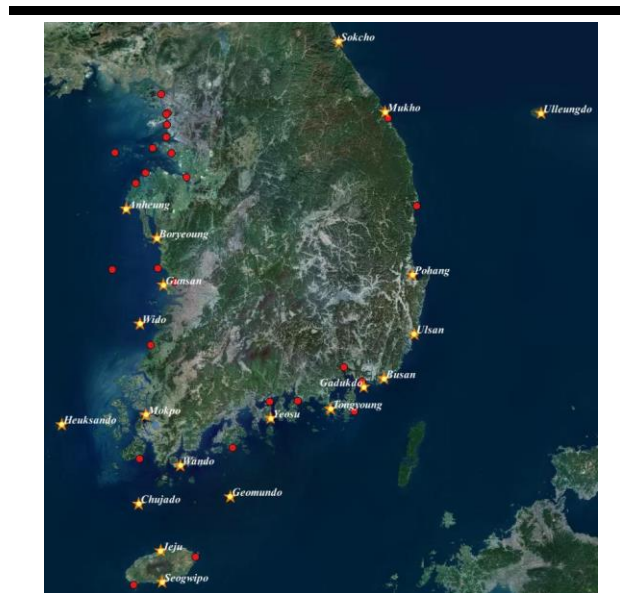 Sokcho
Mukho
Ulleungdo
Anheung
Boryeoung
Pohang
Gunsan
Wido
Ulsan
Busan
Gadukdo
Tongyoung
Mokpo
Yeosu
Heuksando
Wando
Geomundo
Chujado
Jeju
Seogwipo